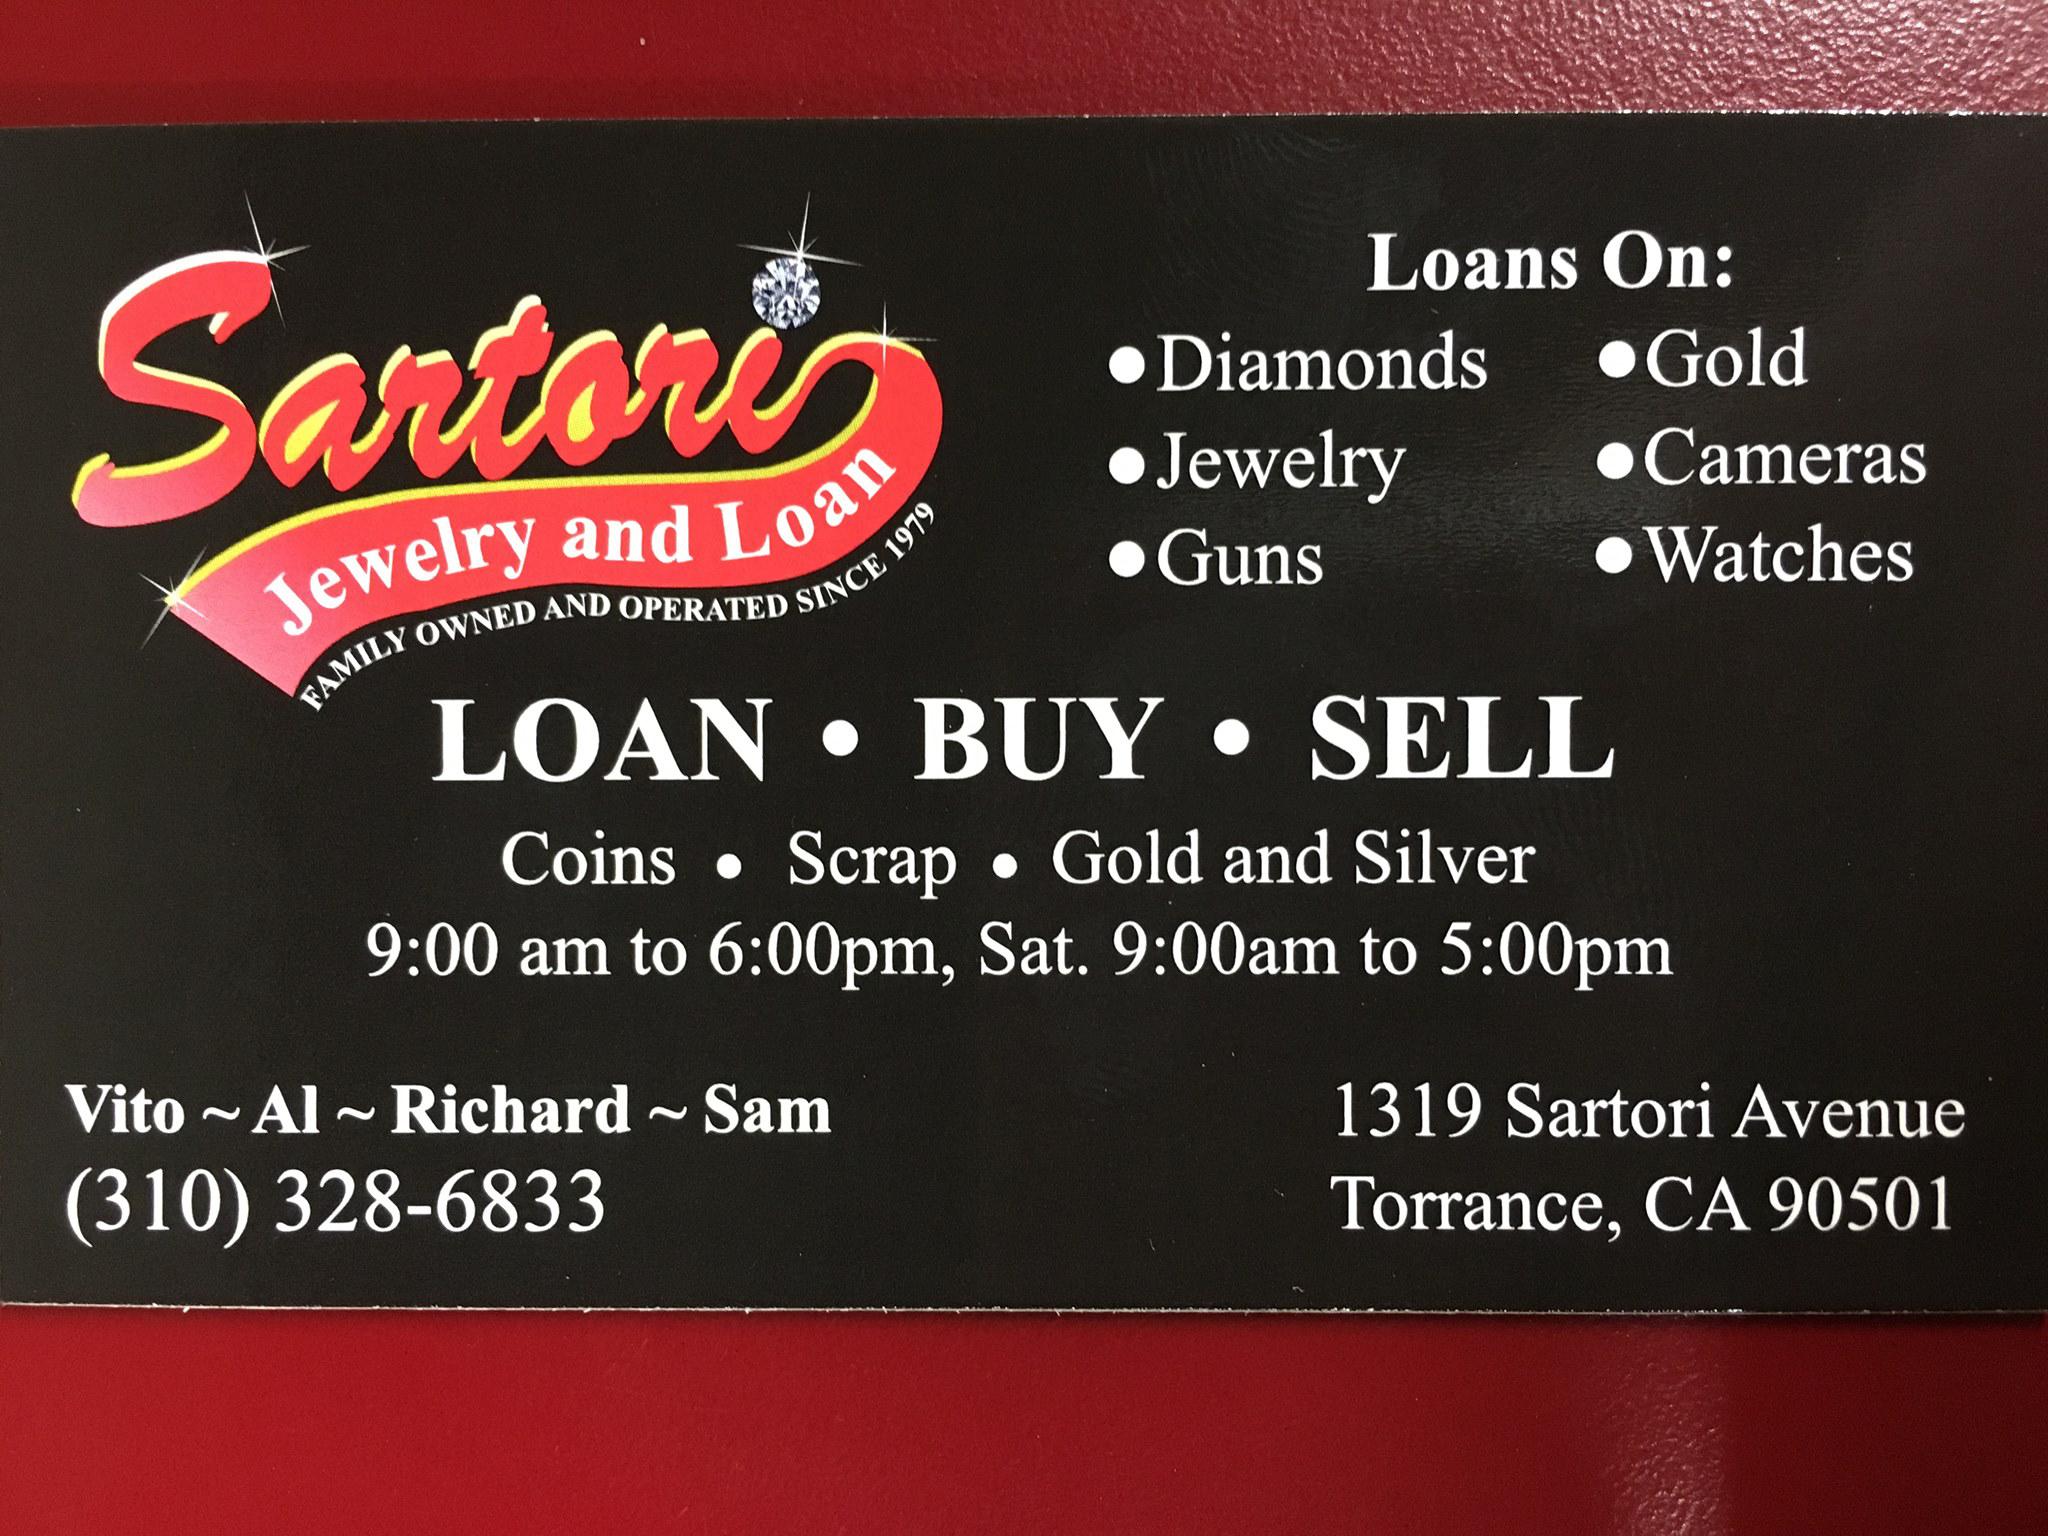 Sartori
Jewelry and Loan
FAMILY OWNED AND OPERATED SINCE 1979
Loans On:
●Diamonds ●Gold
●Jewelry ●Cameras
●Guns ●Watches
LOAN • BUY • SELL
Coins • Scrap • Gold and Silver
9:00 am to 6:00pm, Sat. 9:00am to 5:00pm
Vito ~ Al ~ Richard ~ Sam
(310) 328-6833
1319 Sartori Avenue
Torrance, CA 90501